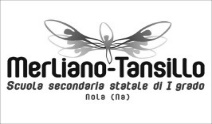 Merliano-Tansillo
Scuola secondaria statale di I grado
Nola (Na)